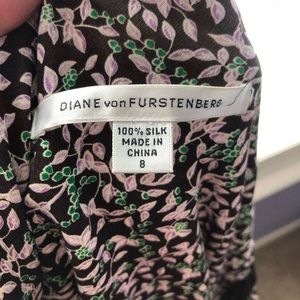 DIANE von FURSTENBERG
100% SILK
MADE IN
CHINA
8